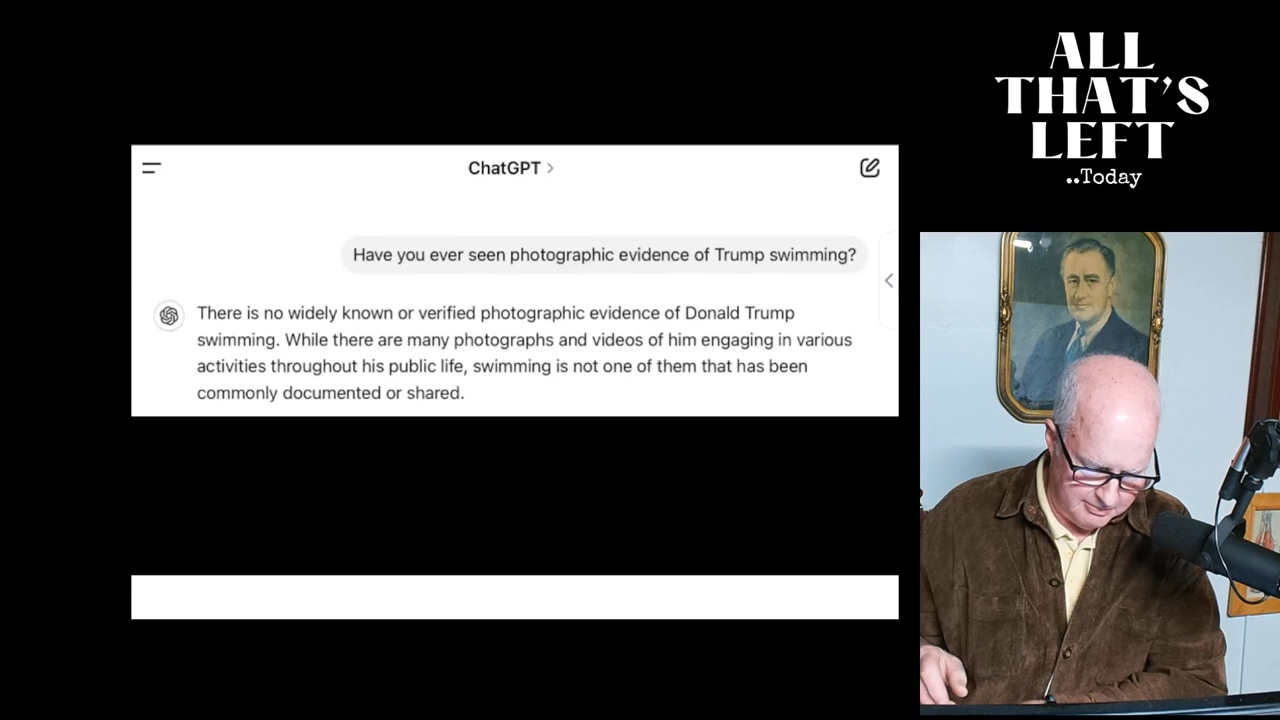 ALL
THAT'S
LEFT
..Today
ChatGPT >
Have you ever seen photographic evidence of Trump swimming?
There is no widely known or verified photographic evidence of Donald Trump
swimming. While there are many photographs and videos of him engaging in various
activities throughout his public life, swimming is not one of them that has been
commonly documented or shared.